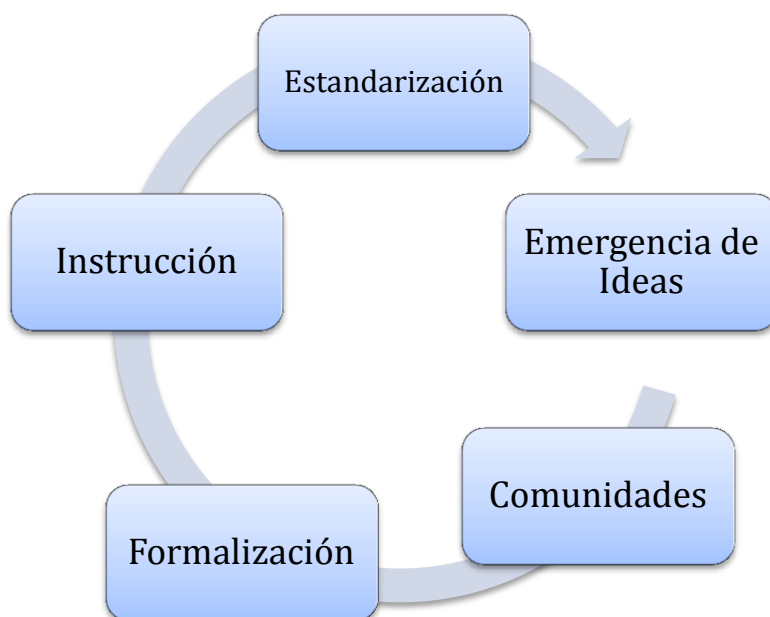 Estandarización
Emergencia de
Ideas
Comunidades
Formalización
Instrucción